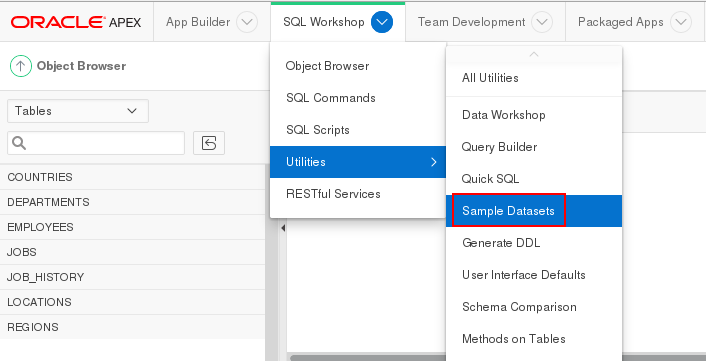 ORACLE APEX App Builder SQL Workshop Team Development Packaged Apps
Object Browser
Tables
COUNTRIES
DEPARTMENTS
EMPLOYEES
JOBS
JOB_HISTORY
LOCATIONS
REGIONS
Object Browser
SQL Commands
SQL Scripts
Utilities
RESTful Services
All Utilities
Data Workshop
Query Builder
Quick SQL
Sample Datasets
Generate DDL
User Interface Defaults
Schema Comparison
Methods on Tables